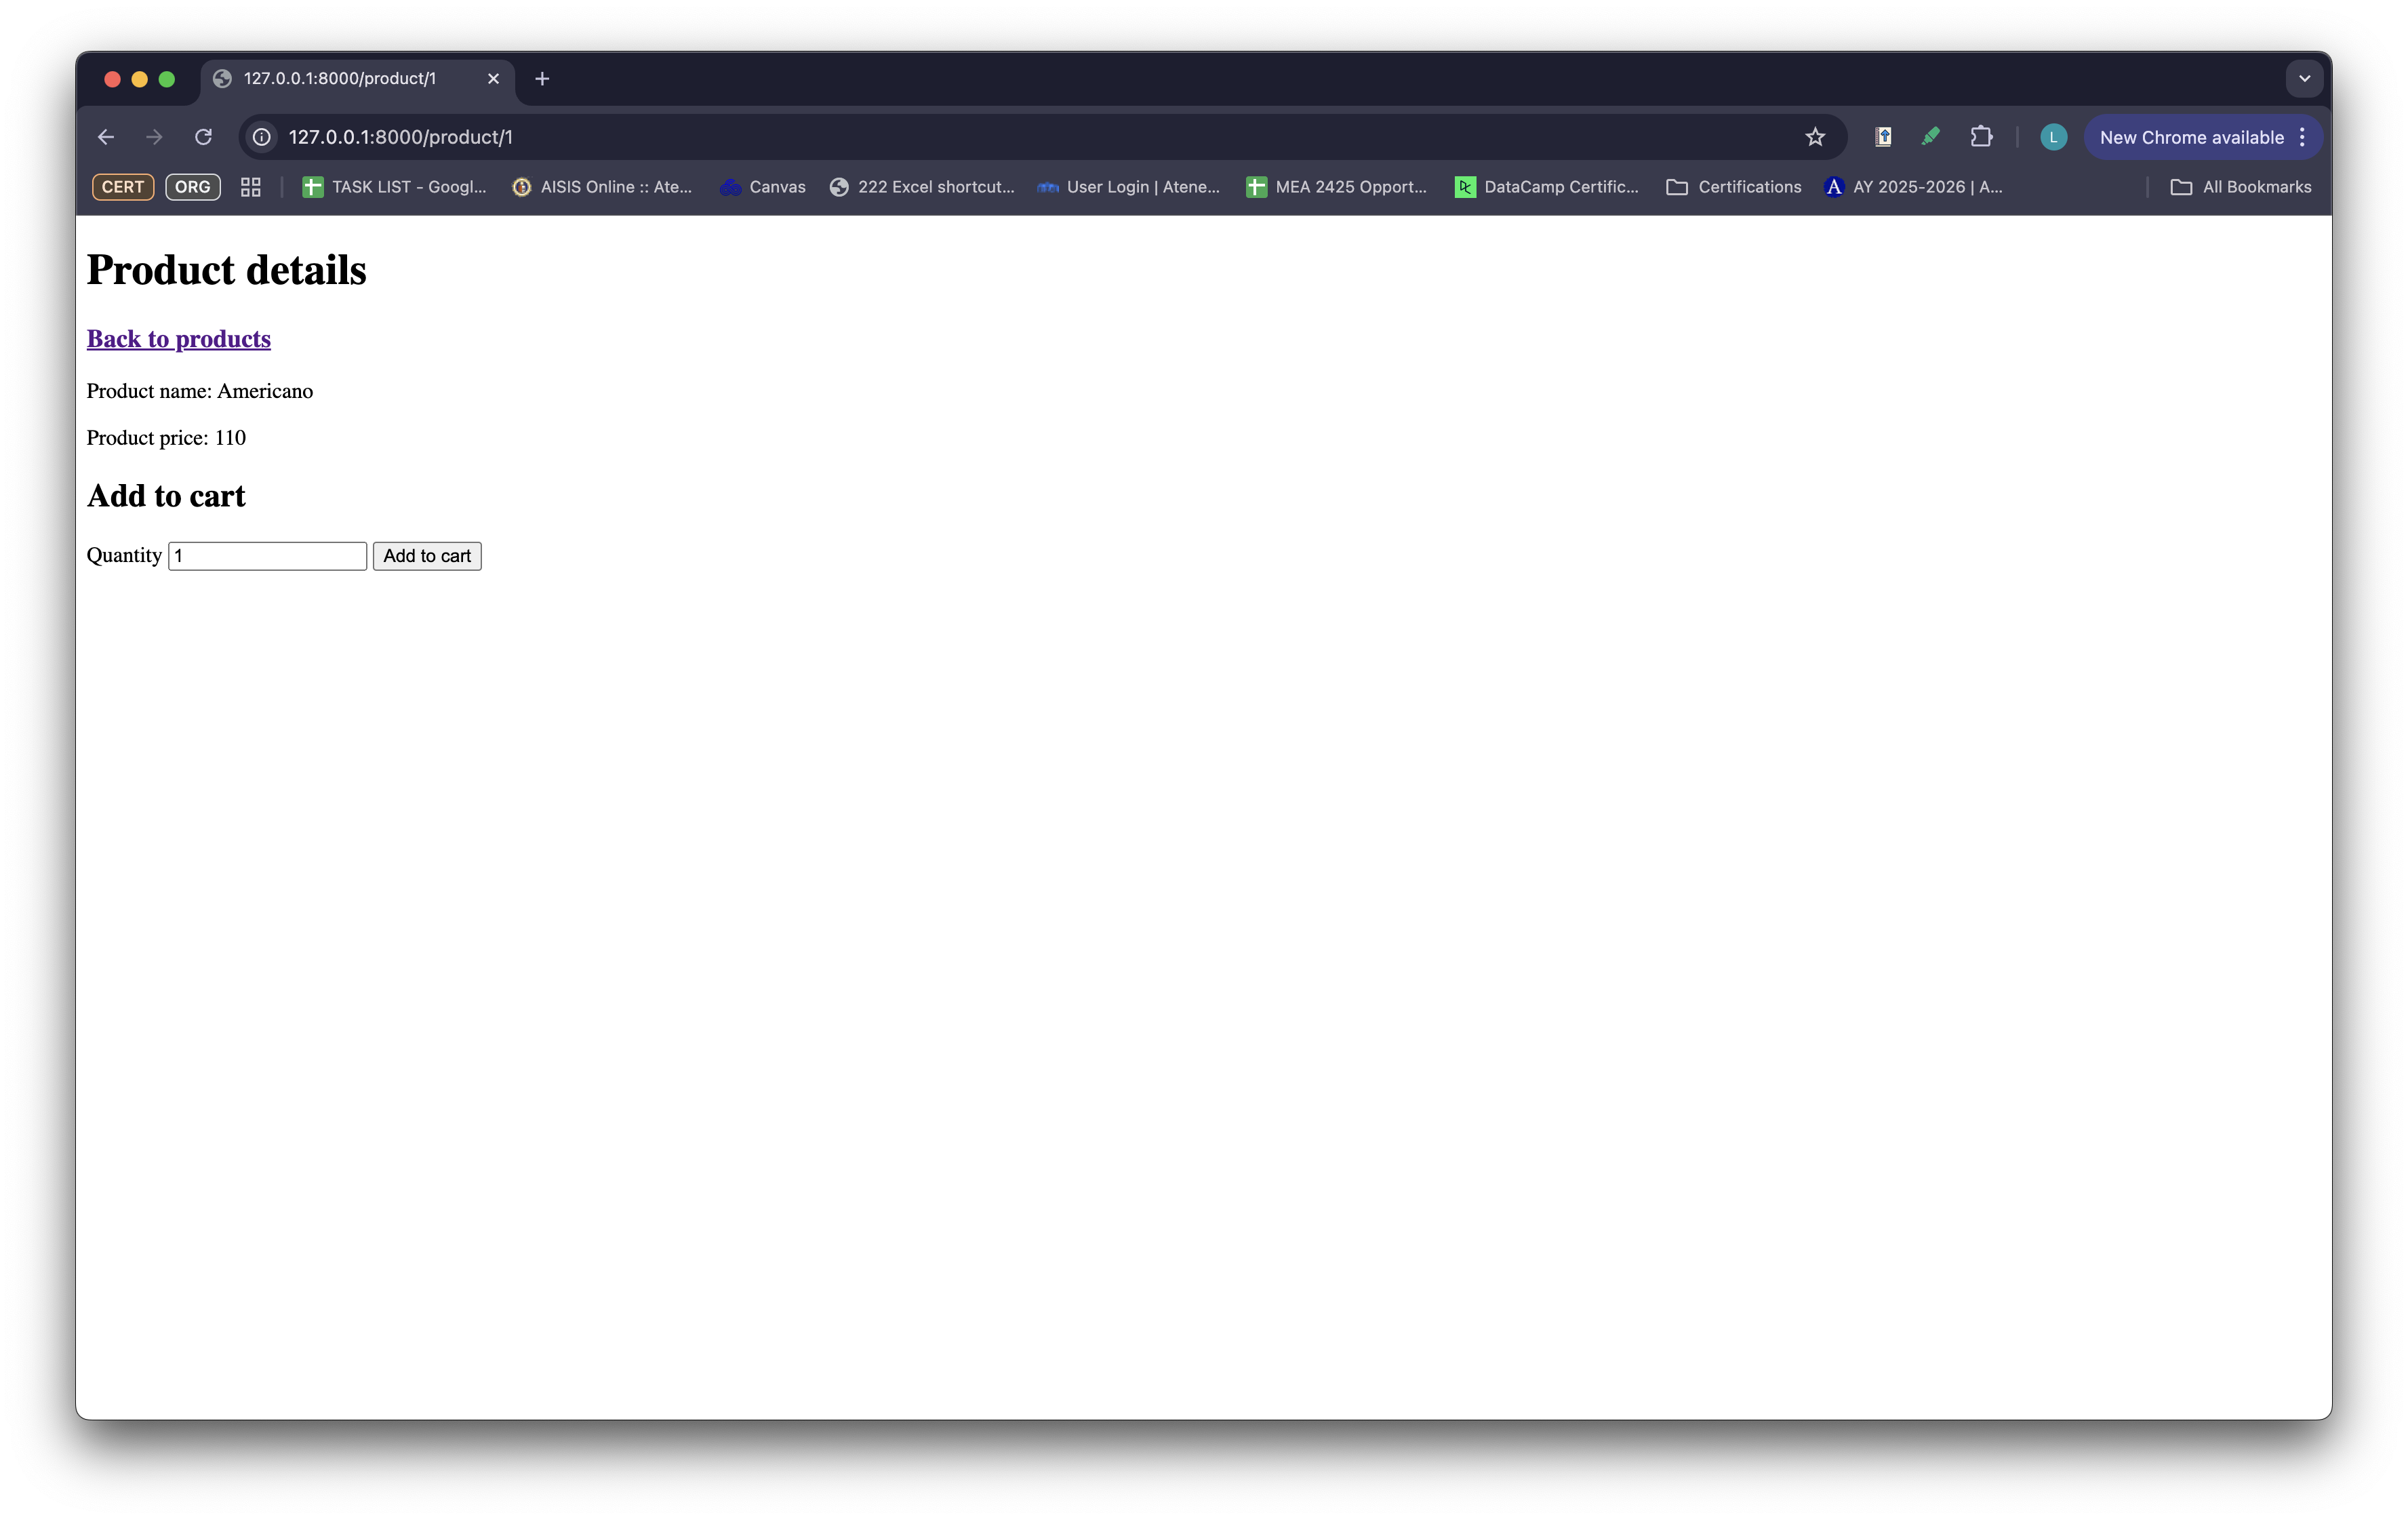 127.0.0.1:8000/product/1
127.0.0.1:8000/product/1
L
New Chrome available
CERT ORG TASK LIST - Googl... AISIS Online :: Ate... Canvas 222 Excel shortcut... User Login | Atene... MEA 2425 Opport... DataCamp Certific... Certifications A AY 2025-2026 | A... All Bookmarks
Product details
Back to products
Product name: Americano
Product price: 110
Add to cart
Quantity 1 Add to cart